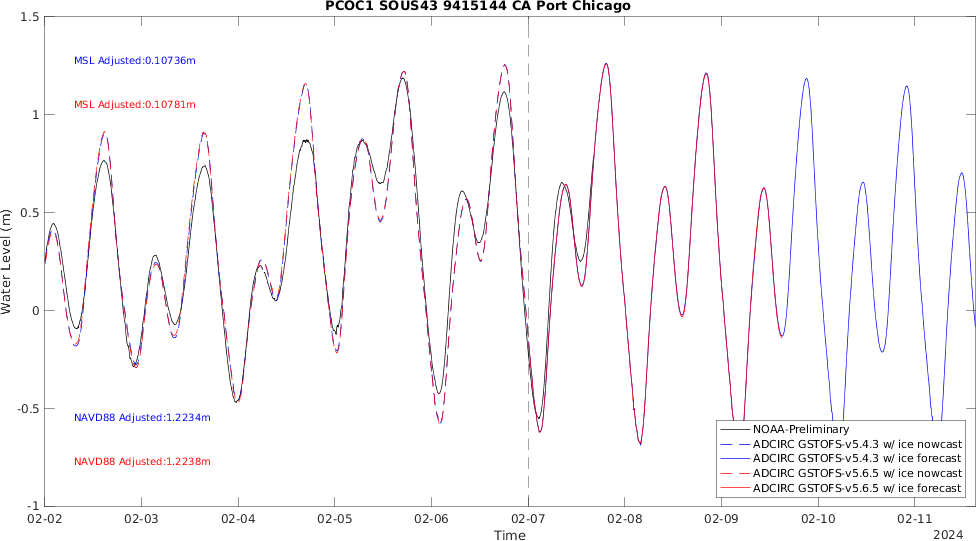 PCOC1 SOUS43 9415144 CA Port Chicago
1.5
1
0.5
0
-0.5
-1
Water Level (m)
MSL Adjusted:0.10736m
MSL Adjusted:0.10781m
NAVD88 Adjusted:1.2234m
NAVD88 Adjusted:1.2238m
NOAA-Preliminary
ADCIRC GSTOFS-v5.4.3 w/ ice nowcast
ADCIRC GSTOFS-v5.4.3 w/ ice forecast
ADCIRC GSTOFS-v5.6.5 w/ ice nowcast
ADCIRC GSTOFS-v5.6.5 w/ ice forecast
02-02 02-03 02-04 02-05 02-06 02-07 02-08 02-09 02-10 02-11
Time
2024